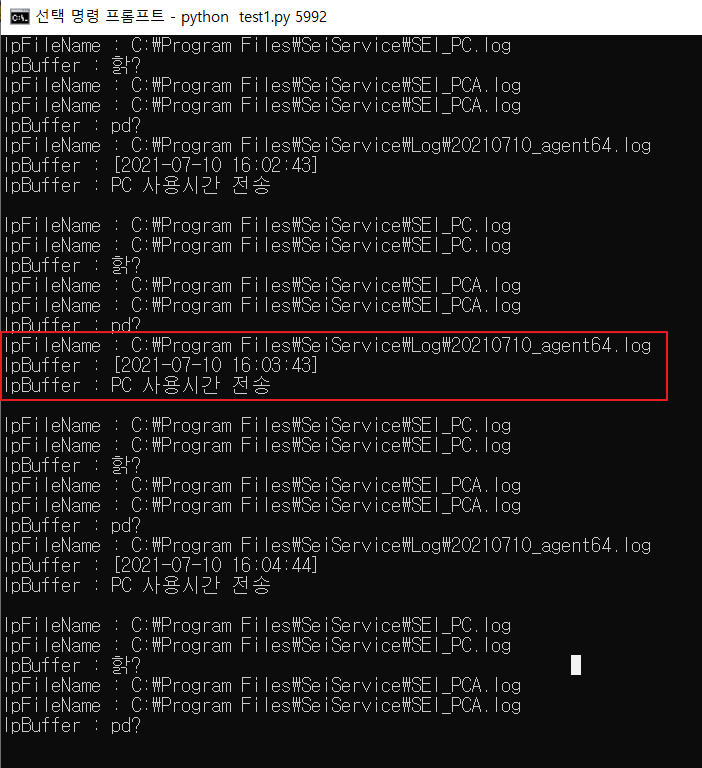 선택 명령 프롬프트 - python  test1.py 5992
lpFileName : C:₩Program Files₩SeiService₩SEI_PC.log
lpBuffer : 홝?
lpFileName : C:₩Program Files₩SeiService₩SEI_PCA.log
lpFileName : C:₩Program Files₩SeiService₩SEI_PCA.log
lpBuffer : pd?
lpFileName : C:₩Program Files₩SeiService₩Log₩20210710_agent64.log
lpBuffer : [2021-07-10 16:02:43]
lpBuffer : PC 사용시간 전송
lpFileName : C:₩Program Files₩SeiService₩SEI_PC.log
lpFileName : C:₩Program Files₩SeiService₩SEI_PC.log
lpBuffer : 홝?
lpFileName : C:₩Program Files₩SeiService₩SEI_PCA.log
lpFileName : C:₩Program Files₩SeiService₩SEI_PCA.log
lpBuffer : pd?
lpFileName : C:₩Program Files₩SeiService₩Log₩20210710_agent64.log
lpBuffer : [2021-07-10 16:03:43]
lpBuffer : PC 사용시간 전송
lpFileName : C:₩Program Files₩SeiService₩SEI_PC.log
lpFileName : C:₩Program Files₩SeiService₩SEI_PC.log
lpBuffer : 홝?
lpFileName : C:₩Program Files₩SeiService₩SEI_PCA.log
lpFileName : C:₩Program Files₩SeiService₩SEI_PCA.log
lpBuffer : pd?
lpFileName : C:₩Program Files₩SeiService₩Log₩20210710_agent64.log
lpBuffer : [2021-07-10 16:04:44]
lpBuffer : PC 사용시간 전송
lpFileName : C:₩Program Files₩SeiService₩SEI_PC.log
lpFileName : C:₩Program Files₩SeiService₩SEI_PC.log
lpBuffer : 홝?
lpFileName : C:₩Program Files₩SeiService₩SEI_PCA.log
lpFileName : C:₩Program Files₩SeiService₩SEI_PCA.log
lpBuffer : pd?